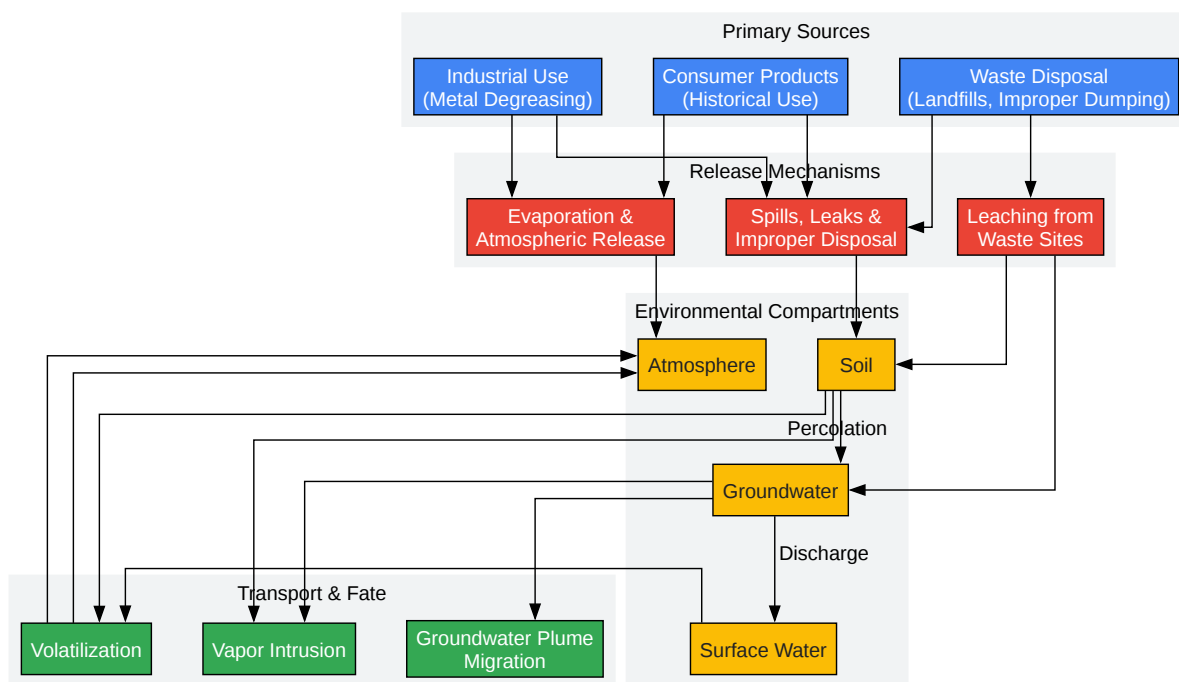 Primary Sources
Industrial Use
(Metal Degreasing)
Consumer Products
(Historical Use)
Waste Disposal
(Landfills, Improper Dumping)
Release Mechanisms
Evaporation &
Atmospheric Release
Spills, Leaks &
Improper Disposal
Leaching from
Waste Sites
Environmental Compartments
Atmosphere
Soil
Percolation
Groundwater
Discharge
Transport & Fate
Volatilization
Vapor Intrusion
Groundwater Plume
Migration
Surface Water